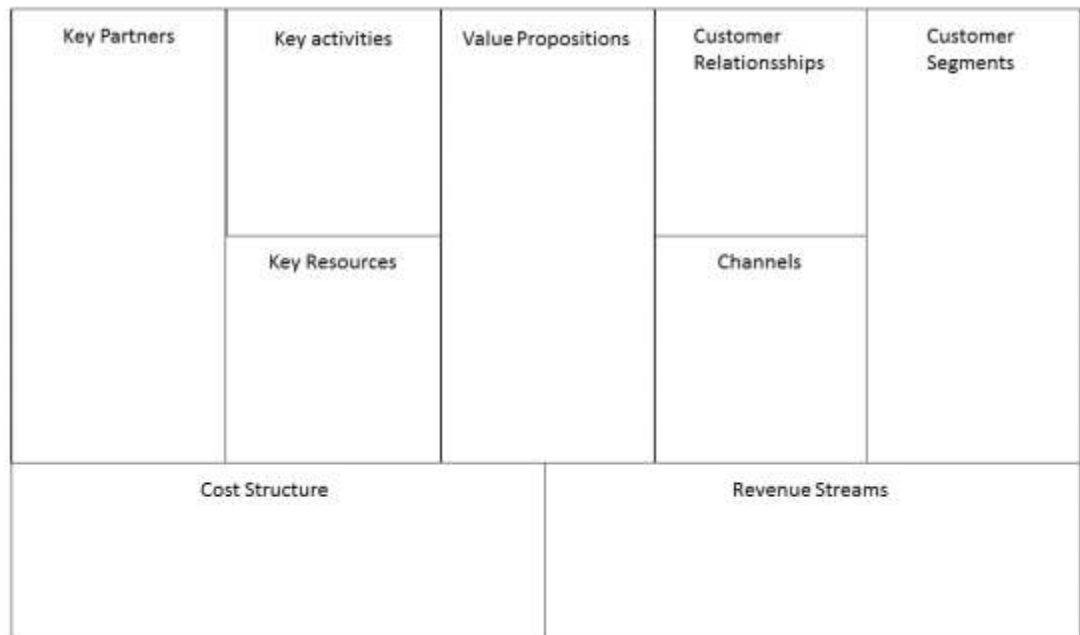 Key Partners
Key activities
Value Propositions
Customer
Relationsships
Customer
Segments
Key Resources
Channels
Cost Structure
Revenue Streams